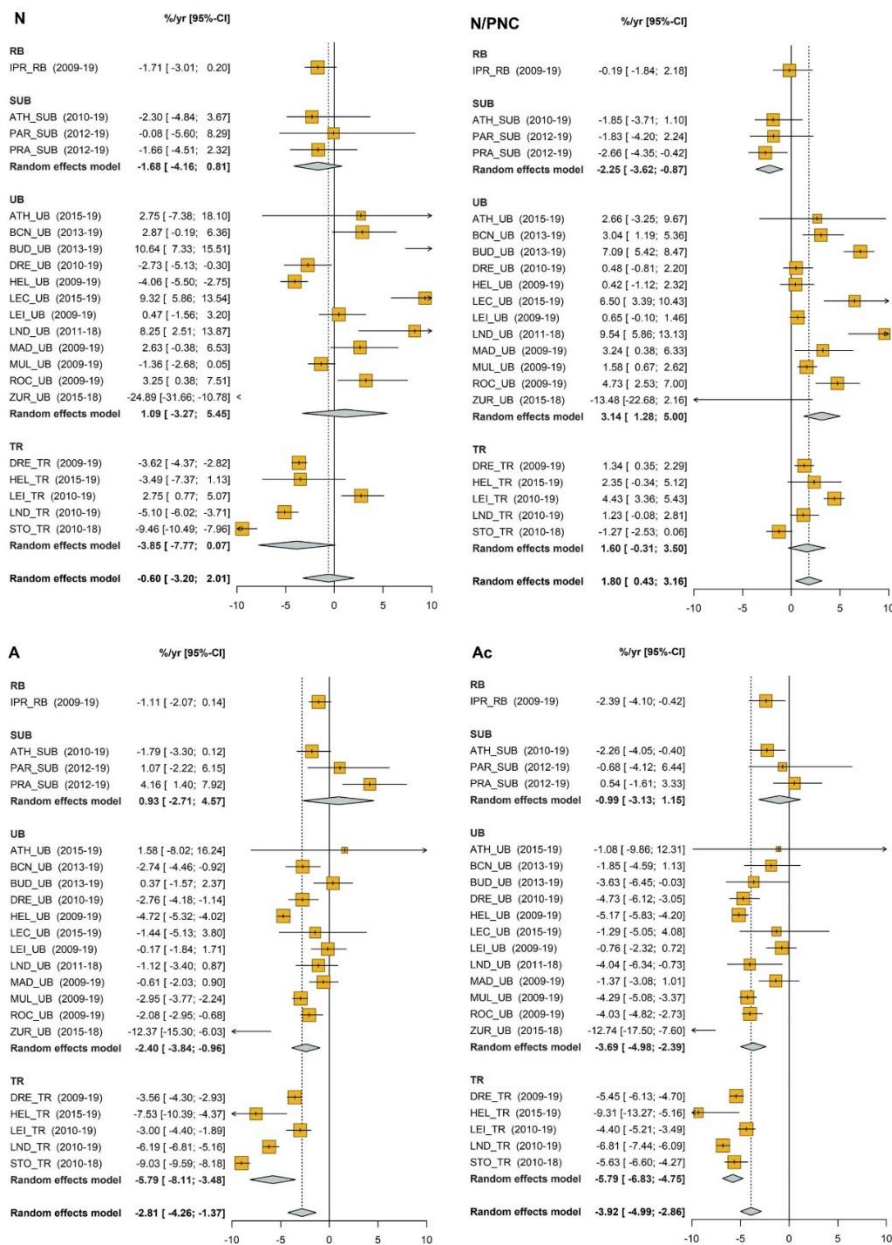 N
%/yr [95%-CI]
RB
IPR_RB (2009-19) -1.71 [ -3.01; 0.20]
SUB
ATH_SUB (2010-19) -2.30 [ -4.84; 3.67]
PAR_SUB (2012-19) -0.08 [ -5.60; 8.29]
PRA_SUB (2012-19) -1.66 [ -4.51; 2.32]
Random effects model -1.68 [ -4.16; 0.81]
UB
ATH_UB (2015-19) 2.75 [ -7.38; 18.10]
BCN_UB (2013-19) 2.87 [ -0.19; 6.36]
BUD_UB (2013-19) 10.64 [ 7.33; 15.51]
DRE_UB (2010-19) -2.73 [ -5.13; -0.30]
HEL_UB (2009-19) -4.06 [ -5.50; -2.75]
LEC_UB (2015-19) 9.32 [ 5.86; 13.54]
LEI_UB (2009-19) 0.47 [ -1.56; 3.20]
LND_UB (2011-18) 8.25 [ 2.51; 13.87]
MAD_UB (2009-19) 2.63 [ -0.38; 6.53]
MUL_UB (2009-19) -1.36 [ -2.68; 0.05]
ROC_UB (2009-19) 3.25 [ 0.38; 7.51]
ZUR_UB (2015-18) -24.89 [-31.66; -10.78]
Random effects model 1.09 [ -3.27; 5.45]
TR
DRE_TR (2009-19) -3.62 [ -4.37; -2.82]
HEL_TR (2015-19) -3.49 [ -7.37; 1.13]
LEI_TR (2010-19) 2.75 [ 0.77; 5.07]
LND_TR (2010-19) -5.10 [ -6.02; -3.71]
STO_TR (2010-18) -9.46 [-10.49; -7.96]
Random effects model -3.85 [ -7.77; 0.07]
Random effects model -0.60 [ -3.20; 2.01]
-10 -5 0 5 10
N/PNC
%/yr [95%-CI]
RB
IPR_RB (2009-19) -0.19 [ -1.84; 2.18]
SUB
ATH_SUB (2010-19) -1.85 [ -3.71; 1.10]
PAR_SUB (2012-19) -1.83 [ -4.20; 2.24]
PRA_SUB (2012-19) -2.66 [ -4.35; -0.42]
Random effects model -2.25 [ -3.62; -0.87]
UB
ATH_UB (2015-19) 2.66 [ -3.25; 9.67]
BCN_UB (2013-19) 3.04 [ 1.19; 5.36]
BUD_UB (2013-19) 7.09 [ 5.42; 8.47]
DRE_UB (2010-19) 0.48 [ -0.81; 2.20]
HEL_UB (2009-19) 0.42 [ -1.12; 2.32]
LEC_UB (2015-19) 6.50 [ 3.39; 10.43]
LEI_UB (2009-19) 0.65 [ -0.10; 1.46]
LND_UB (2011-18) 9.54 [ 5.86; 13.13]
MAD_UB (2009-19) 3.24 [ 0.38; 6.33]
MUL_UB (2009-19) 1.58 [ 0.67; 2.62]
ROC_UB (2009-19) 4.73 [ 2.53; 7.00]
ZUR_UB (2015-18) -13.48 [-22.68; 2.16]
Random effects model 3.14 [ 1.28; 5.00]
TR
DRE_TR (2009-19) 1.34 [ 0.35; 2.29]
HEL_TR (2015-19) 2.35 [ -0.34; 5.12]
LEI_TR (2010-19) 4.43 [ 3.36; 5.43]
LND_TR (2010-19) 1.23 [ -0.08; 2.81]
STO_TR (2010-18) -1.27 [ -2.53; 0.06]
Random effects model 1.60 [ -0.31; 3.50]
Random effects model 1.80 [ 0.43; 3.16]
-10 -5 0 5 10
A
%/yr [95%-CI]
RB
IPR_RB (2009-19) -1.11 [ -2.07; 0.14]
SUB
ATH_SUB (2010-19) -1.79 [ -3.30; 0.12]
PAR_SUB (2012-19) 1.07 [ -2.22; 6.15]
PRA_SUB (2012-19) 4.16 [ 1.40; 7.92]
Random effects model 0.93 [ -2.71; 4.57]
UB
ATH_UB (2015-19) 1.58 [ -8.02; 16.24]
BCN_UB (2013-19) -2.74 [ -4.46; -0.92]
BUD_UB (2013-19) 0.37 [ -1.57; 2.37]
DRE_UB (2010-19) -2.76 [ -4.18; -1.14]
HEL_UB (2009-19) -4.72 [ -5.32; -4.02]
LEC_UB (2015-19) -1.44 [ -5.13; 3.80]
LEI_UB (2009-19) -0.17 [ -1.84; 1.71]
LND_UB (2011-18) -1.12 [ -3.40; 0.87]
MAD_UB (2009-19) -0.61 [ -2.03; 0.90]
MUL_UB (2009-19) -2.95 [ -3.77; -2.24]
ROC_UB (2009-19) -2.08 [ -2.95; -0.68]
ZUR_UB (2015-18) -12.37 [-15.30; -6.03]
Random effects model -2.40 [ -3.84; -0.96]
TR
DRE_TR (2009-19) -3.56 [ -4.30; -2.93]
HEL_TR (2015-19) -7.53 [-10.39; -4.37]
LEI_TR (2010-19) -3.00 [ -4.40; -1.89]
LND_TR (2010-19) -6.19 [ -6.81; -5.16]
STO_TR (2010-18) -9.03 [ -9.59; -8.18]
Random effects model -5.79 [ -8.11; -3.48]
Random effects model -2.81 [ -4.26; -1.37]
-10 -5 0 5 10
Ac
%/yr [95%-CI]
RB
IPR_RB (2009-19) -2.39 [ -4.10; -0.42]
SUB
ATH_SUB (2010-19) -2.26 [ -4.05; -0.40]
PAR_SUB (2012-19) -0.68 [ -4.12; 6.44]
PRA_SUB (2012-19) 0.54 [ -1.61; 3.33]
Random effects model -0.99 [ -3.13; 1.15]
UB
ATH_UB (2015-19) -1.08 [ -9.86; 12.31]
BCN_UB (2013-19) -1.85 [ -4.59; 1.13]
BUD_UB (2013-19) -3.63 [ -6.45; -0.03]
DRE_UB (2010-19) -4.73 [ -6.12; -3.05]
HEL_UB (2009-19) -5.17 [ -5.83; -4.20]
LEC_UB (2015-19) -1.29 [ -5.05; 4.08]
LEI_UB (2009-19) -0.76 [ -2.32; 0.72]
LND_UB (2011-18) -4.04 [ -6.34; -0.73]
MAD_UB (2009-19) -1.37 [ -3.08; 1.01]
MUL_UB (2009-19) -4.29 [ -5.08; -3.37]
ROC_UB (2009-19) -4.03 [ -4.82; -2.73]
ZUR_UB (2015-18) -12.74 [-17.50; -7.60]
Random effects model -3.69 [ -4.98; -2.39]
TR
DRE_TR (2009-19) -5.45 [ -6.13; -4.70]
HEL_TR (2015-19) -9.31 [-13.27; -5.16]
LEI_TR (2010-19) -4.40 [ -5.21; -3.49]
LND_TR (2010-19) -6.81 [ -7.44; -6.09]
STO_TR (2010-18) -5.63 [ -6.60; -4.27]
Random effects model -5.79 [ -6.83; -4.75]
Random effects model -3.92 [ -4.99; -2.86]
-10 -5 0 5 10